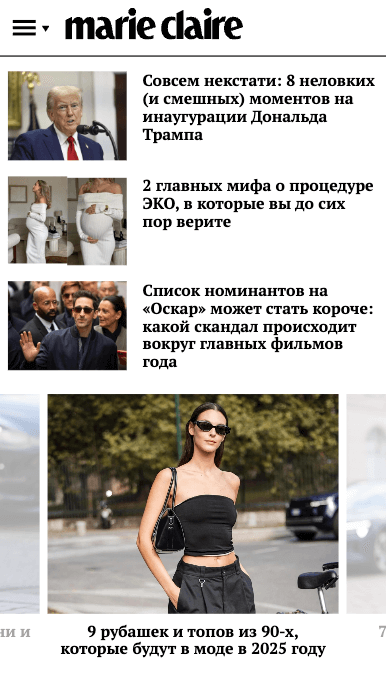 marie claire
Совсем некстати: 8 неловких
(и смешных) моментов на
инаугурации Дональда
Трампа
2 главных мифа о процедуре
ЭКО, в которые вы до сих
пор верите
Список номинантов на
«Оскар» может стать короче:
какой скандал происходит
вокруг главных фильмов
года
9 рубашек и топов из 90-х,
которые будут в моде в 2025 году